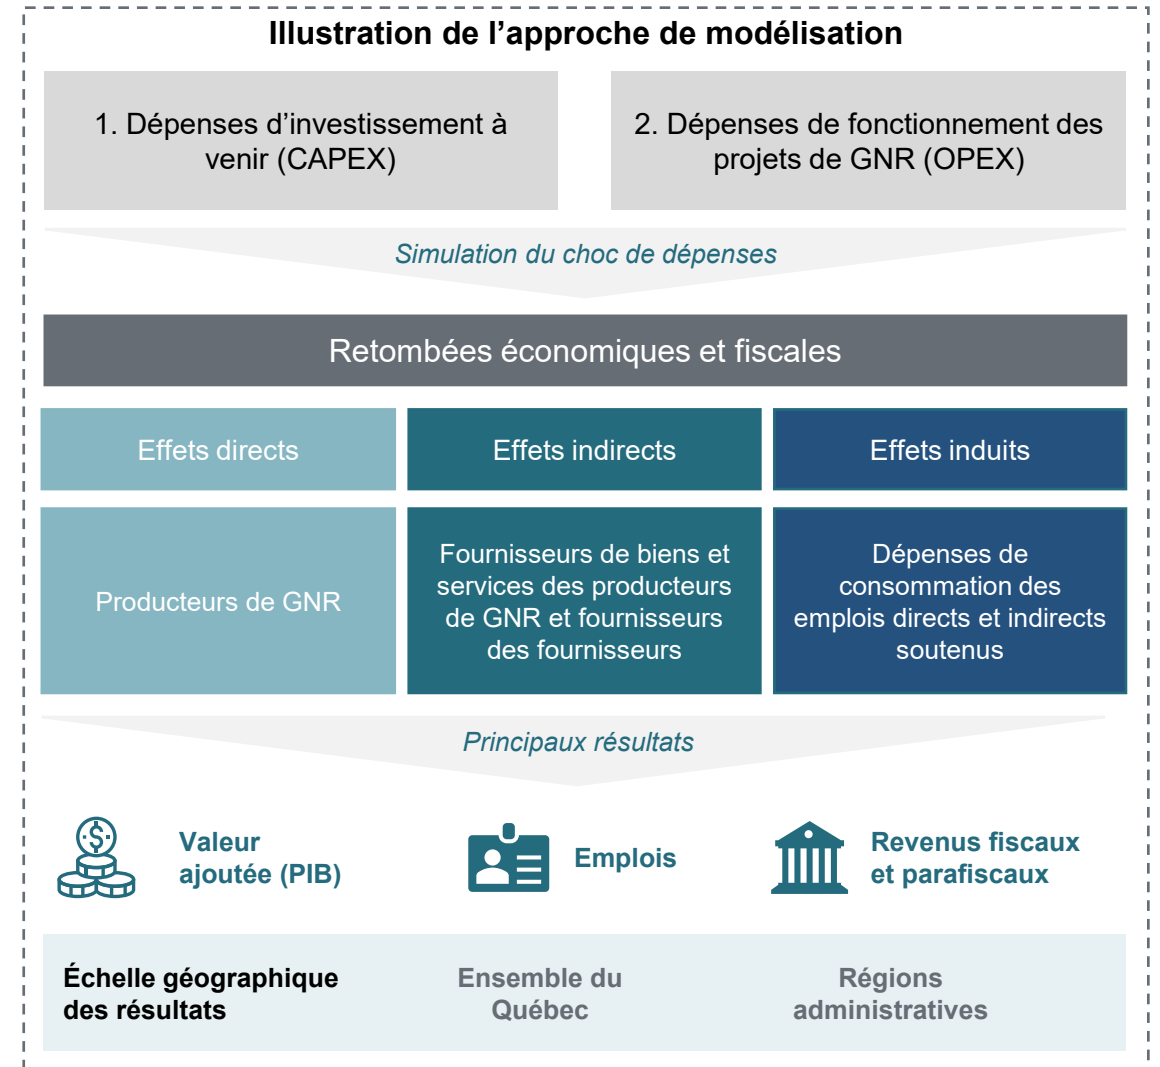 Illustration de l’approche de modélisation
1. Dépenses d’investissement à
venir (CAPEX)
2. Dépenses de fonctionnement des
projets de GNR (OPEX)
Simulation du choc de dépenses
Retombées économiques et fiscales
Effets directs
Effets indirects
Effets induits
Producteurs de GNR
Fournisseurs de biens et
services des producteurs
de GNR et fournisseurs
des fournisseurs
Dépenses de
consommation des
emplois directs et indirects
soutenus
Principaux résultats
Valeur
ajoutée (PIB)
Emplois
Revenus fiscaux
et parafiscaux
Échelle géographique
des résultats
Ensemble du
Québec
Régions
administratives